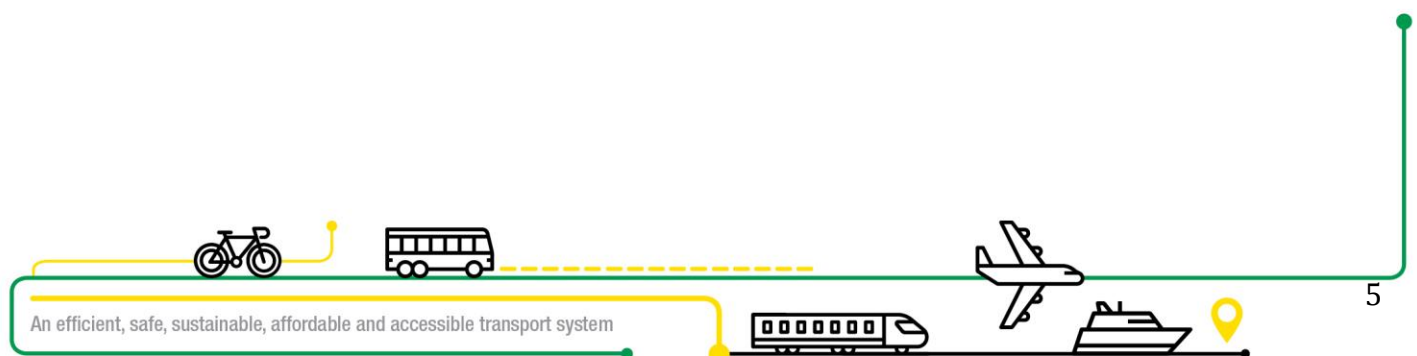 5
An efficient, safe, sustainable, affordable and accessible transport system